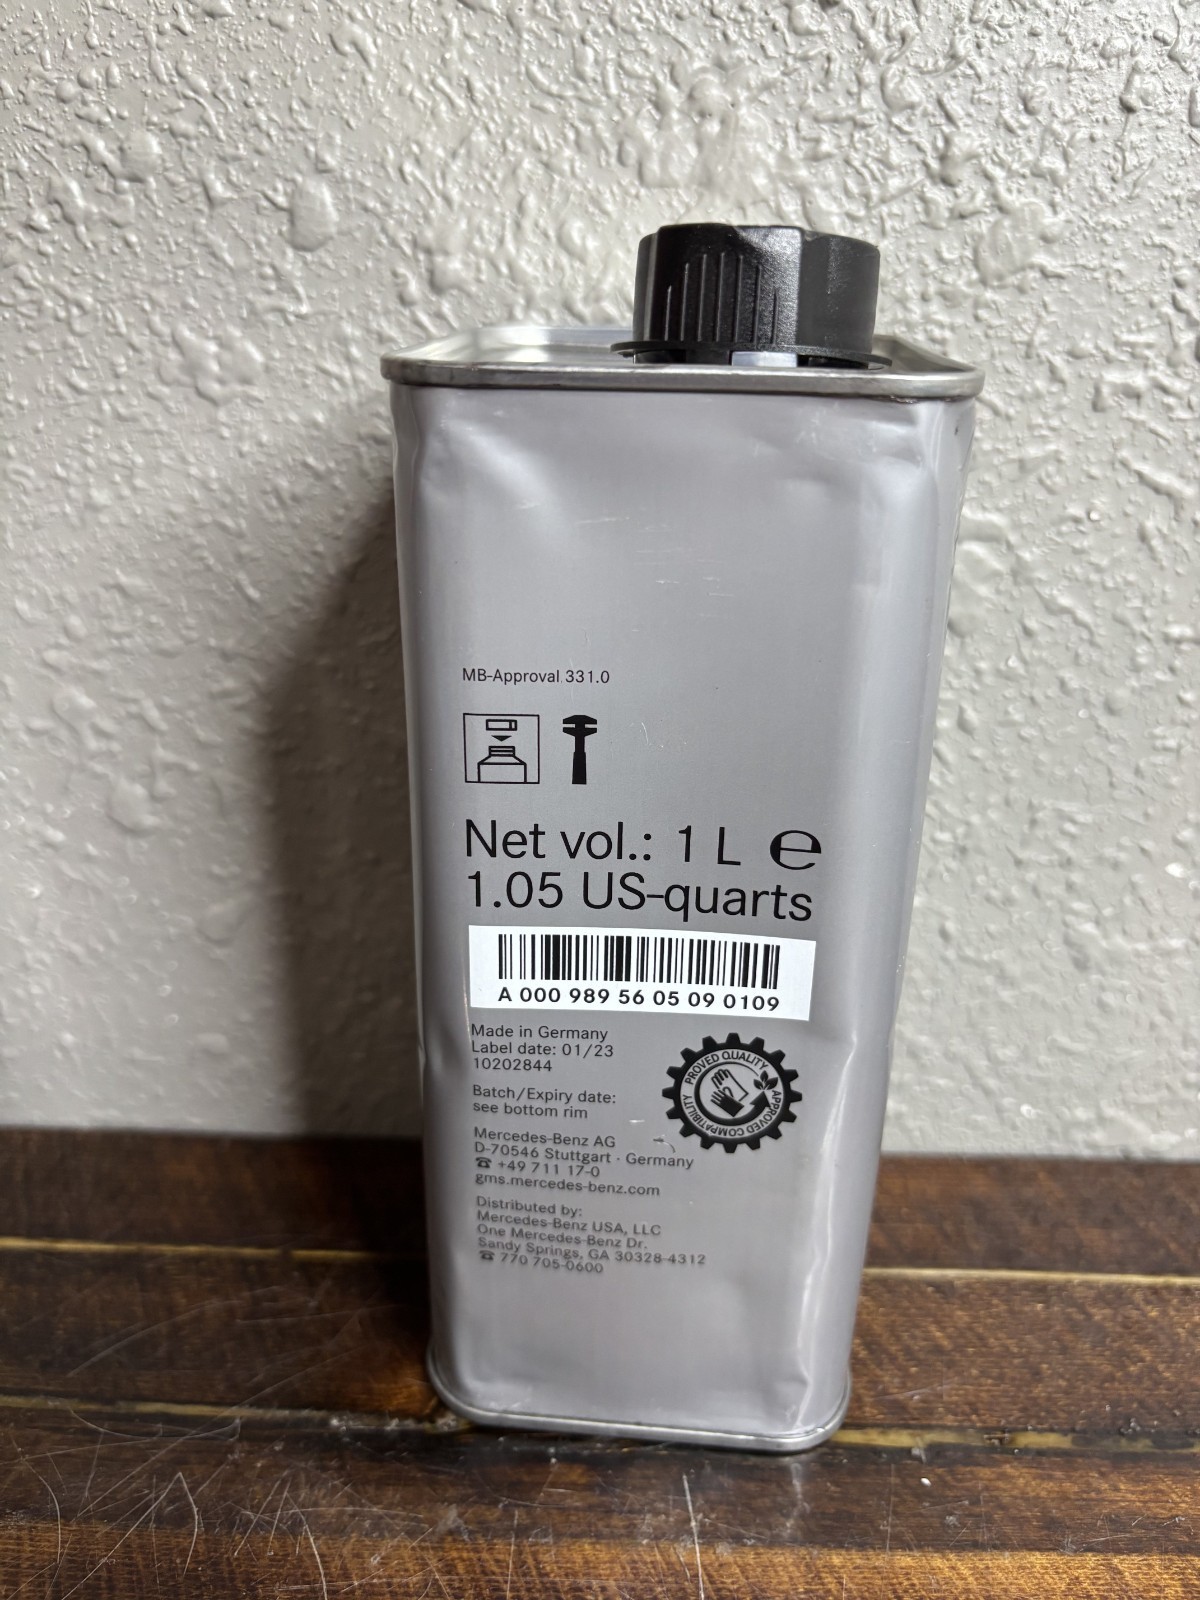 MB-Approval 331.0
Net vol.: 1 L ℮
1.05 US-quarts
A 000 989 56 05 09 0109
Made in Germany
Label date: 01/23
10202844
PROVED QUALITY
APPROVED COMPATIBILITY
Batch/Expiry date:
see bottom rim
Mercedes-Benz AG
D-70546 Stuttgart · Germany
☎ +49 711 17-0
gms.mercedes-benz.com
Distributed by:
Mercedes-Benz USA, LLC
One Mercedes-Benz Dr.
Sandy Springs, GA 30328-4312
☎ 770 705-0600